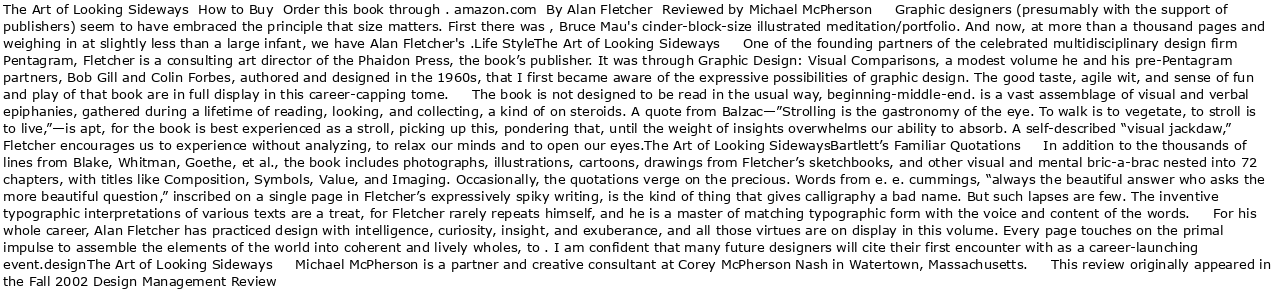 The Art of Looking Sideways  How to Buy  Order this book through . amazon.com  By Alan Fletcher  Reviewed by Michael McPherson      Graphic designers (presumably with the support of
publishers) seem to have embraced the principle that size matters. First there was , Bruce Mau's cinder-block-size illustrated meditation/portfolio. And now, at more than a thousand pages and
weighing in at slightly less than a large infant, we have Alan Fletcher's .Life StyleThe Art of Looking Sideways      One of the founding partners of the celebrated multidisciplinary design firm
Pentagram, Fletcher is a consulting art director of the Phaidon Press, the book’s publisher. It was through Graphic Design: Visual Comparisons, a modest volume he and his pre-Pentagram
partners, Bob Gill and Colin Forbes, authored and designed in the 1960s, that I first became aware of the expressive possibilities of graphic design. The good taste, agile wit, and sense of fun
and play of that book are in full display in this career-capping tome.      The book is not designed to be read in the usual way, beginning-middle-end. is a vast assemblage of visual and verbal
epiphanies, gathered during a lifetime of reading, looking, and collecting, a kind of on steroids. A quote from Balzac—”Strolling is the gastronomy of the eye. To walk is to vegetate, to stroll is
to live,”—is apt, for the book is best experienced as a stroll, picking up this, pondering that, until the weight of insights overwhelms our ability to absorb. A self-described “visual jackdaw,”
Fletcher encourages us to experience without analyzing, to relax our minds and to open our eyes.The Art of Looking SidewaysBartlett’s Familiar Quotations      In addition to the thousands of
lines from Blake, Whitman, Goethe, et al., the book includes photographs, illustrations, cartoons, drawings from Fletcher’s sketchbooks, and other visual and mental bric-a-brac nested into 72
chapters, with titles like Composition, Symbols, Value, and Imaging. Occasionally, the quotations verge on the precious. Words from e. e. cummings, “always the beautiful answer who asks the
more beautiful question,” inscribed on a single page in Fletcher’s expressively spiky writing, is the kind of thing that gives calligraphy a bad name. But such lapses are few. The inventive
typographic interpretations of various texts are a treat, for Fletcher rarely repeats himself, and he is a master of matching typographic form with the voice and content of the words.      For his
whole career, Alan Fletcher has practiced design with intelligence, curiosity, insight, and exuberance, and all those virtues are on display in this volume. Every page touches on the primal
impulse to assemble the elements of the world into coherent and lively wholes, to . I am confident that many future designers will cite their first encounter with as a career-launching
event.designThe Art of Looking Sideways      Michael McPherson is a partner and creative consultant at Corey McPherson Nash in Watertown, Massachusetts.      This review originally appeared in
the Fall 2002 Design Management Review